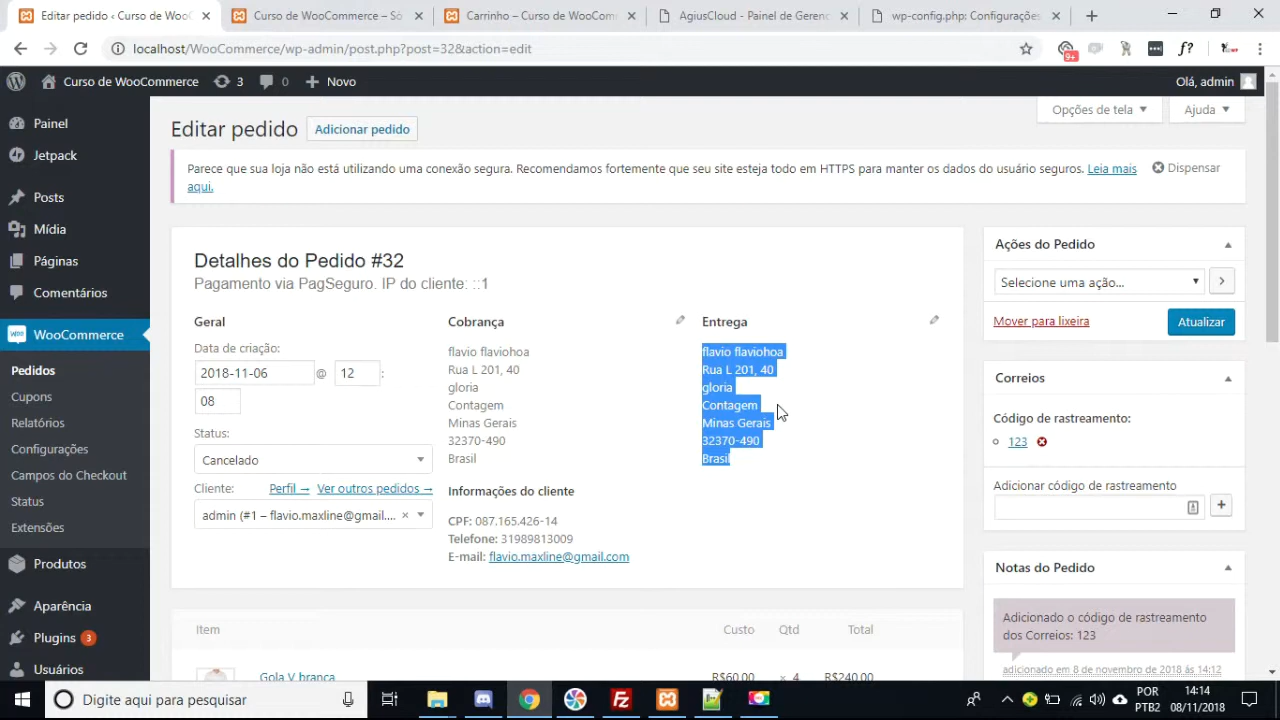 Editar pedido ‹ Curso de WooCo
Curso de WooCommerce – Só
Carrinho – Curso de WooComm
AgiusCloud - Painel de Gerenc
wp-config.php: Configurações
localhost/WooCommerce/wp-admin/post.php?post=32&action=edit
9+
f?
Curso de WooCommerce
3
0
Novo
Olá, admin
Painel
Jetpack
Posts
Mídia
Páginas
Comentários
WooCommerce
Pedidos
Cupons
Relatórios
Configurações
Campos do Checkout
Status
Extensões
Produtos
Aparência
Plugins 3
Usuários
Opções de tela
Ajuda
Editar pedido
Adicionar pedido
Parece que sua loja não está utilizando uma conexão segura. Recomendamos fortemente que seu site esteja todo em HTTPS para manter os dados do usuário seguros. Leia mais
aqui.
Dispensar
Detalhes do Pedido #32
Pagamento via PagSeguro. IP do cliente: ::1
Geral
Data de criação:
2018-11-06 @ 12 :
08
Status:
Cancelado
Cliente: Perfil → Ver outros pedidos →
admin (#1 – flavio.maxline@gmail.... ×
Cobrança
flavio flaviohoa
Rua L 201, 40
gloria
Contagem
Minas Gerais
32370-490
Brasil
Informações do cliente
CPF: 087.165.426-14
Telefone: 31989813009
E-mail: flavio.maxline@gmail.com
Entrega
flavio flaviohoa
Rua L 201, 40
gloria
Contagem
Minas Gerais
32370-490
Brasil
Item Custo Qtd Total
Gola V branca R$60,00 × 4 R$240,00
Ações do Pedido
Selecione uma ação...
Mover para lixeira
Atualizar
Correios
Código de rastreamento:
123
Adicionar código de rastreamento
+
Notas do Pedido
Adicionado o código de rastreamento
dos Correios: 123
adicionado em 8 de novembro de 2018 ás 14:12
Digite aqui para pesquisar
POR
PTB2
14:14
08/11/2018